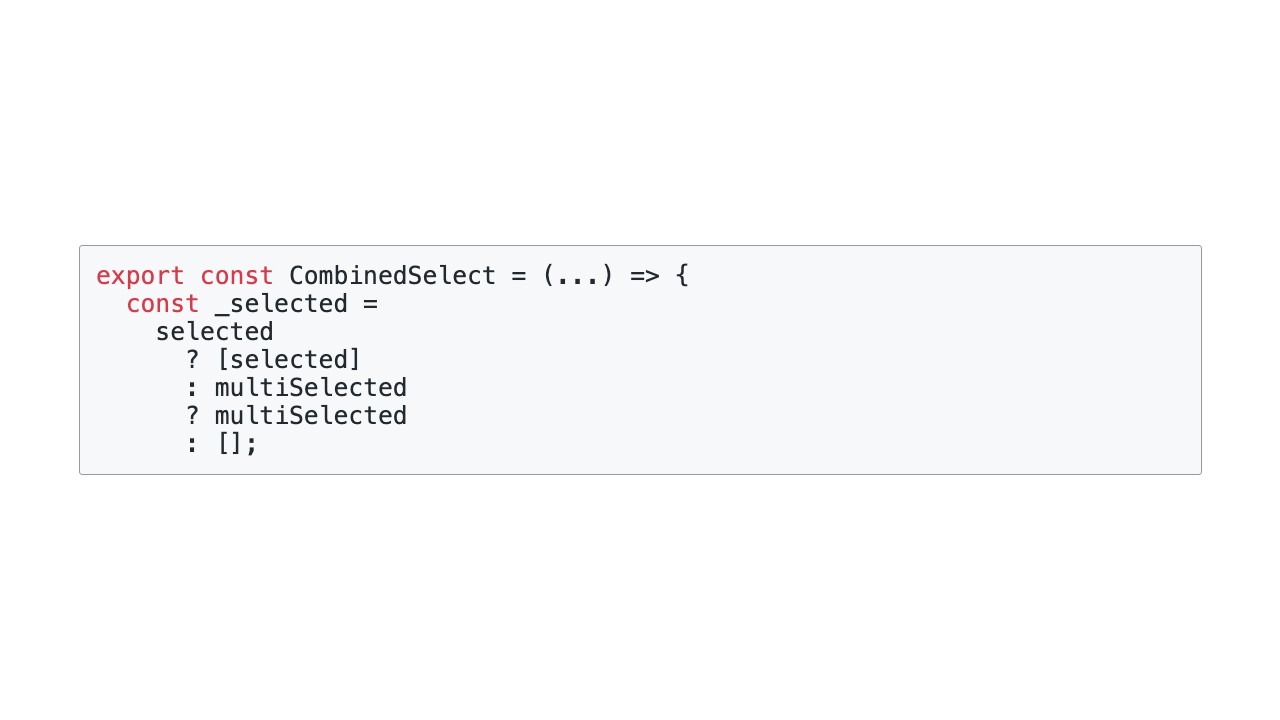 export const CombinedSelect = (...) => {
  const _selected =
    selected
      ? [selected]
      : multiSelected
      ? multiSelected
      : [];